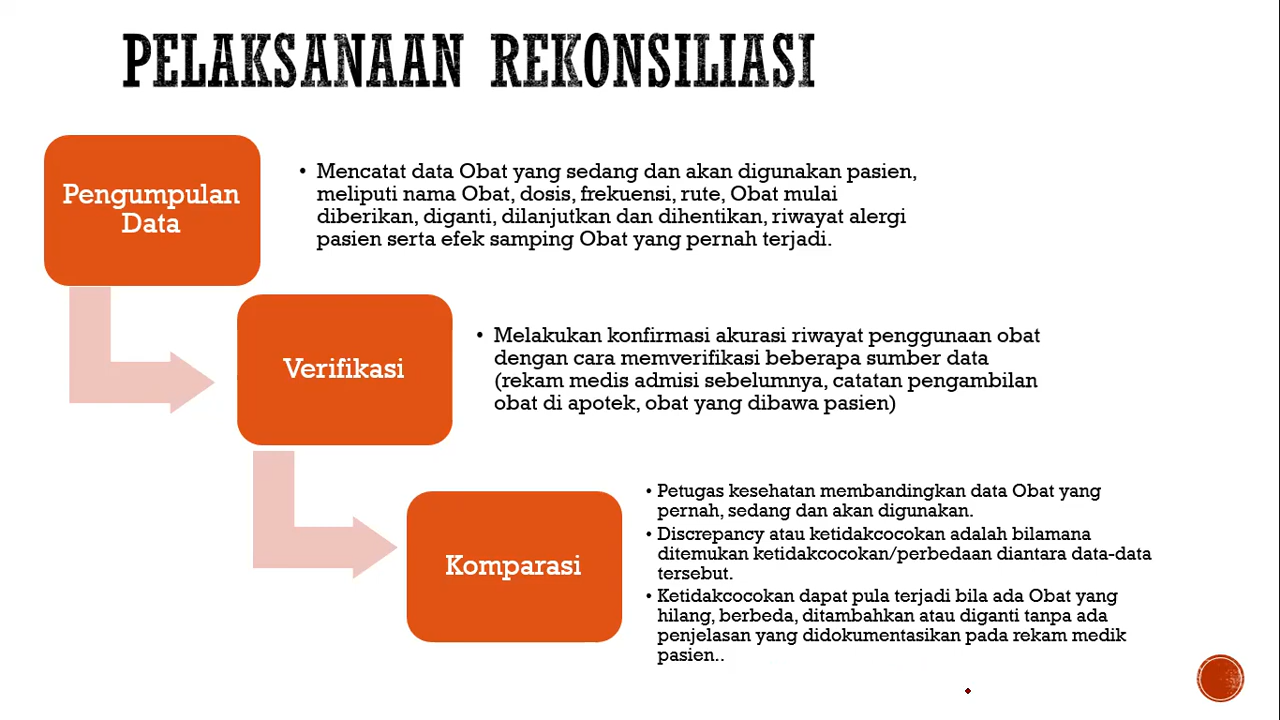 PELAKSANAAN REKONSILIASI
Pengumpulan
Data
• Mencatat data Obat yang sedang dan akan digunakan pasien,
meliputi nama Obat, dosis, frekuensi, rute, Obat mulai
diberikan, diganti, dilanjutkan dan dihentikan, riwayat alergi
pasien serta efek samping Obat yang pernah terjadi.
Verifikasi
• Melakukan konfirmasi akurasi riwayat penggunaan obat
dengan cara memverifikasi beberapa sumber data
(rekam medis admisi sebelumnya, catatan pengambilan
obat di apotek, obat yang dibawa pasien)
Komparasi
• Petugas kesehatan membandingkan data Obat yang
pernah, sedang dan akan digunakan.
• Discrepancy atau ketidakcocokan adalah bilamana
ditemukan ketidakcocokan/perbedaan diantara data-data
tersebut.
• Ketidakcocokan dapat pula terjadi bila ada Obat yang
hilang, berbeda, ditambahkan atau diganti tanpa ada
penjelasan yang didokumentasikan pada rekam medik
pasien..